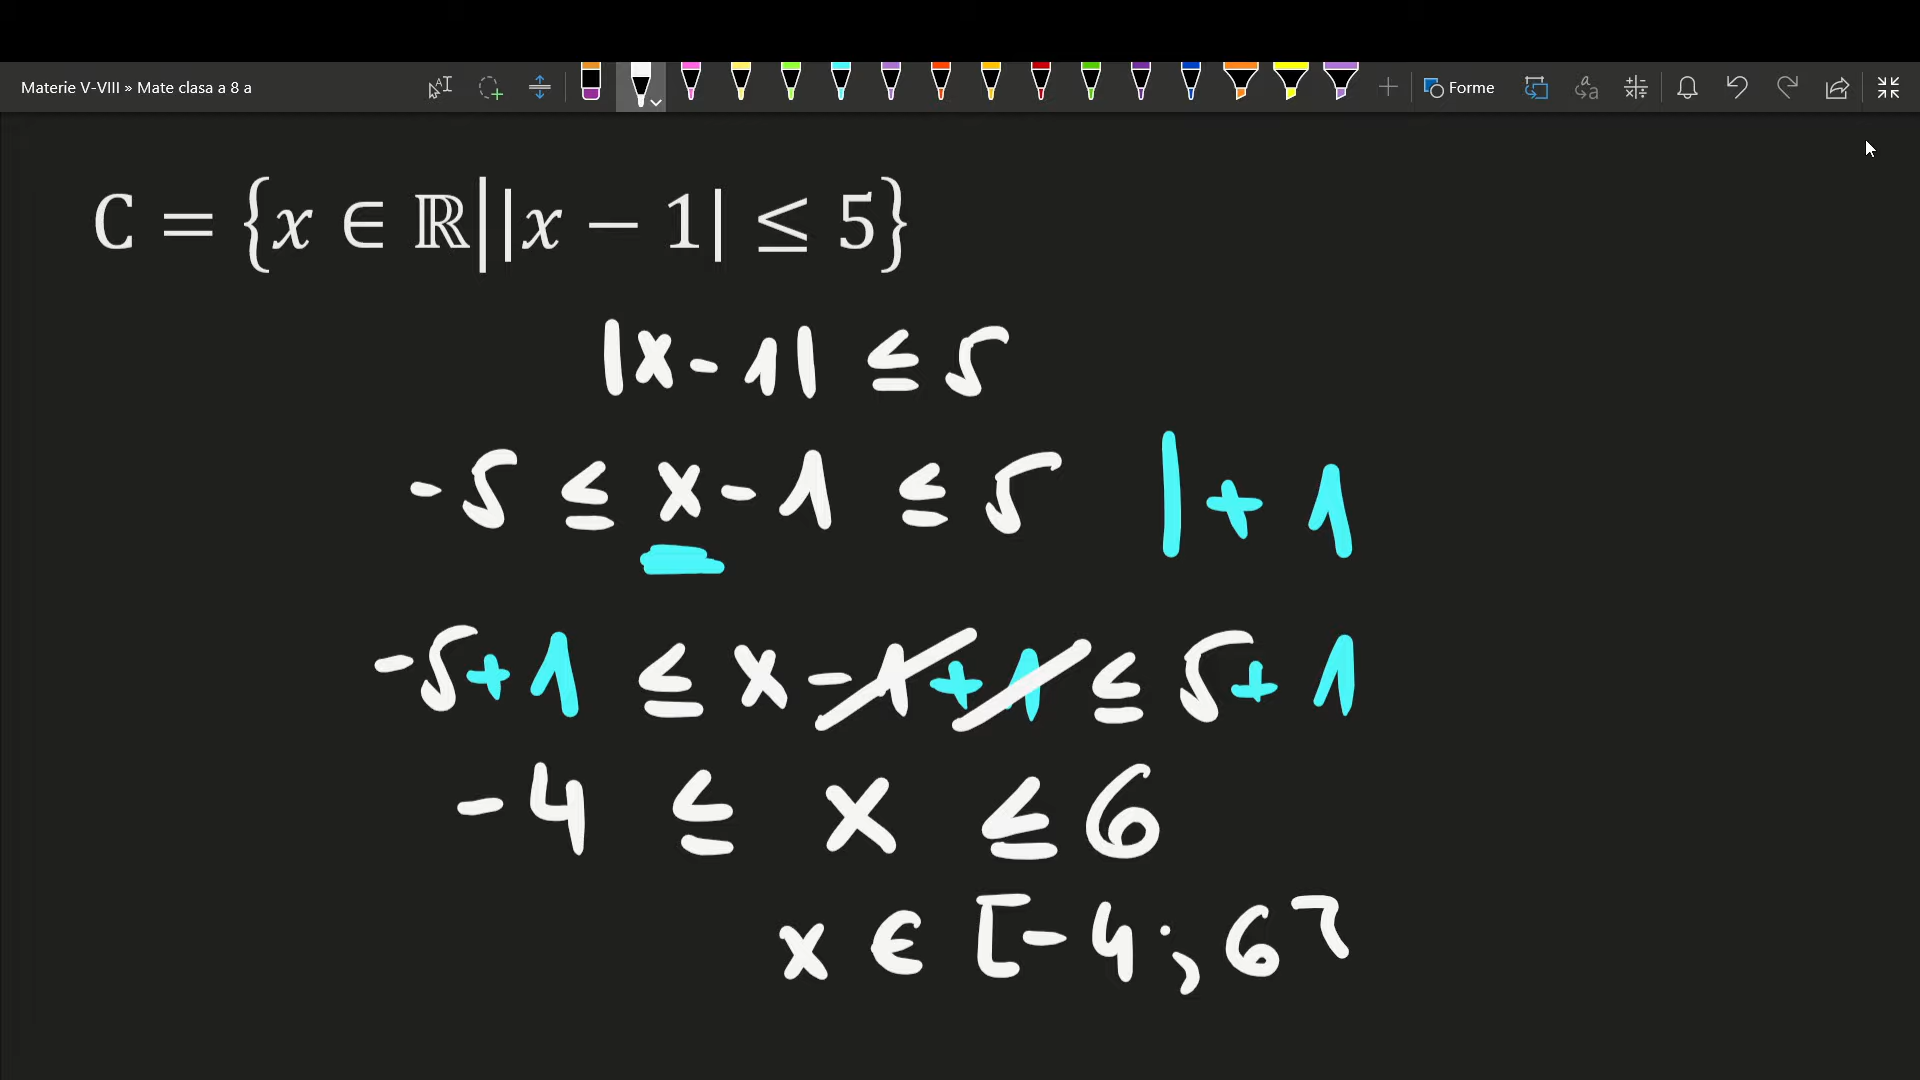 Materie V-VIII » Mate clasa a 8 a
Forme
C = {x ∈ ℝ||x − 1| ≤ 5}
|x - 1| ≤ 5
-5 ≤ x - 1 ≤ 5 | + 1
-5 + 1 ≤ x - 1 + 1 ≤ 5 + 1
-4 ≤ x ≤ 6
x ∈ [-4 ; 6]